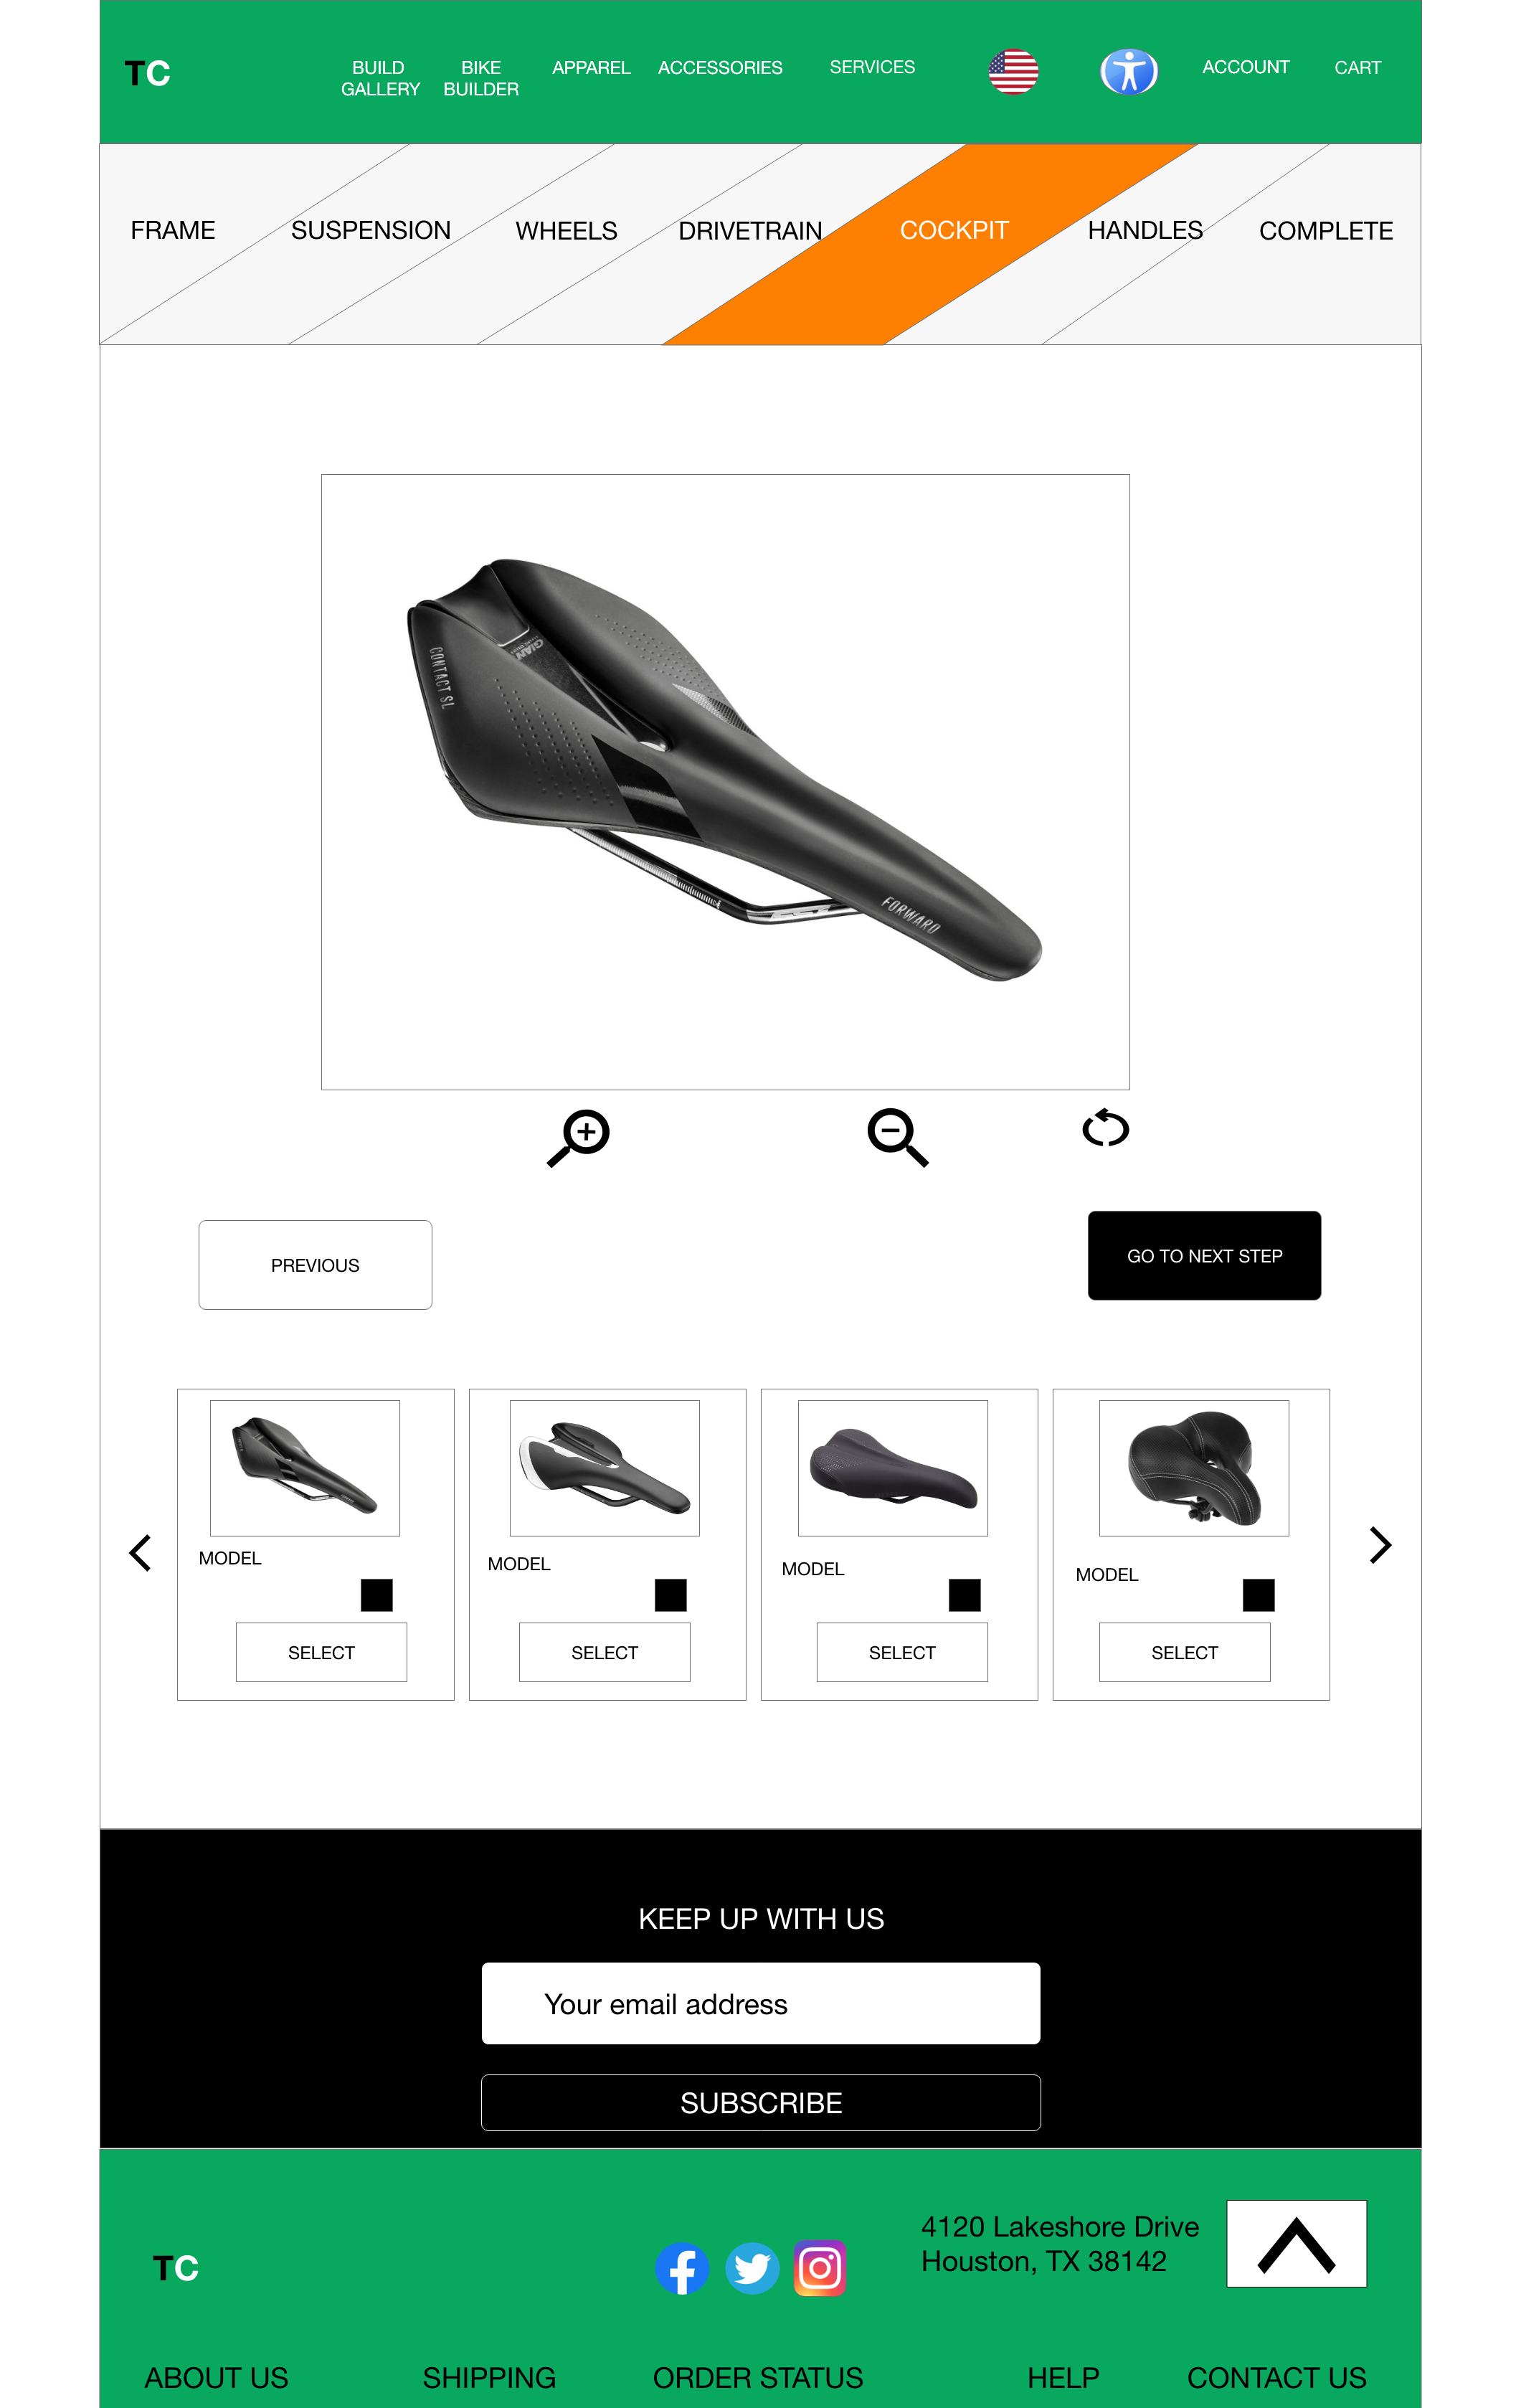 TC
BUILD
GALLERY
BIKE
BUILDER
APPAREL
ACCESSORIES
SERVICES
ACCOUNT
CART
FRAME
SUSPENSION
WHEELS
DRIVETRAIN
COCKPIT
HANDLES
COMPLETE
CONTACT SL
GIAN
FORWARD
PREVIOUS
GO TO NEXT STEP
MODEL
MODEL
MODEL
MODEL
SELECT
SELECT
SELECT
SELECT
KEEP UP WITH US
Your email address
SUBSCRIBE
TC
4120 Lakeshore Drive
Houston, TX 38142
ABOUT US
SHIPPING
ORDER STATUS
HELP
CONTACT US